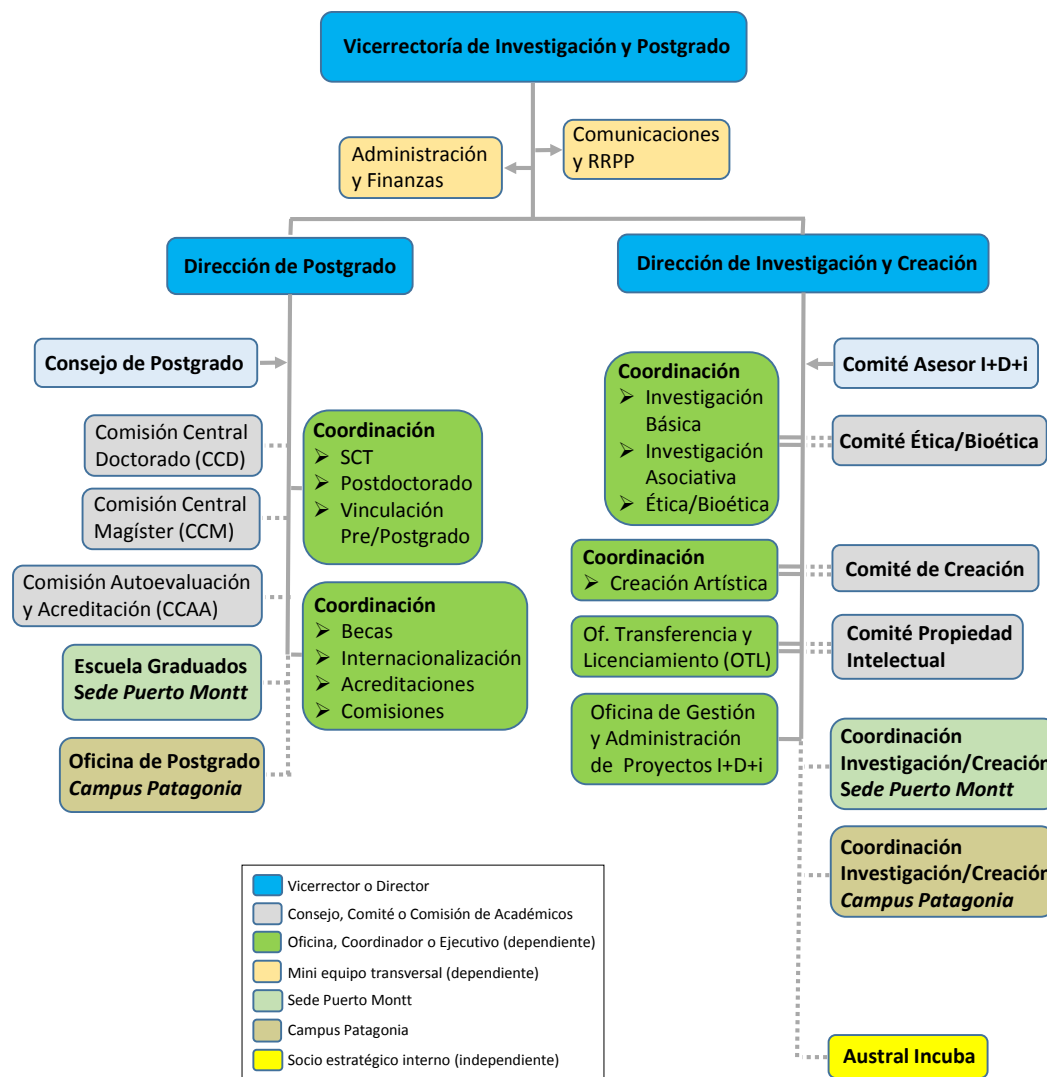 Vicerrectoría de Investigación y Postgrado
Administración
y Finanzas
Comunicaciones
y RRPP
Dirección de Postgrado
Dirección de Investigación y Creación
Consejo de Postgrado
Comisión Central
Doctorado (CCD)
Comisión Central
Magíster (CCM)
Comisión Autoevaluación
y Acreditación (CCAA)
Escuela Graduados
Sede Puerto Montt
Oficina de Postgrado
Campus Patagonia
Coordinación
➢ SCT
➢ Postdoctorado
➢ Vinculación
Pre/Postgrado
Coordinación
➢ Becas
➢ Internacionalización
➢ Acreditaciones
➢ Comisiones
Coordinación
➢ Investigación
Básica
➢ Investigación
Asociativa
➢ Ética/Bioética
Coordinación
➢ Creación Artística
Of. Transferencia y
Licenciamiento (OTL)
Oficina de Gestión
y Administración
de Proyectos I+D+i
Comité Asesor I+D+i
Comité Ética/Bioética
Comité de Creación
Comité Propiedad
Intelectual
Coordinación
Investigación/Creación
Sede Puerto Montt
Coordinación
Investigación/Creación
Campus Patagonia
Austral Incuba
Vicerrector o Director
Consejo, Comité o Comisión de Académicos
Oficina, Coordinador o Ejecutivo (dependiente)
Mini equipo transversal (dependiente)
Sede Puerto Montt
Campus Patagonia
Socio estratégico interno (independiente)